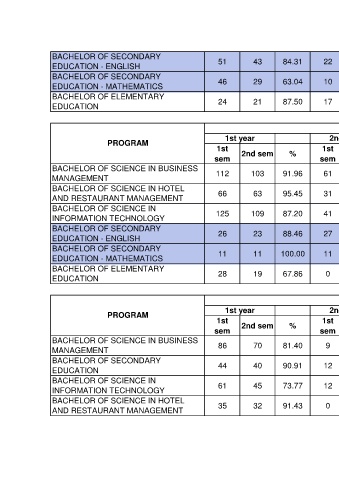 BACHELOR OF SECONDARY
EDUCATION - ENGLISH 51 43 84.31 22
BACHELOR OF SECONDARY
EDUCATION - MATHEMATICS 46 29 63.04 10
BACHELOR OF ELEMENTARY
EDUCATION 24 21 87.50 17
PROGRAM
1st year 2n
1st sem 2nd sem % 1st sem
BACHELOR OF SCIENCE IN BUSINESS
MANAGEMENT 112 103 91.96 61
BACHELOR OF SCIENCE IN HOTEL
AND RESTAURANT MANAGEMENT 66 63 95.45 31
BACHELOR OF SCIENCE IN
INFORMATION TECHNOLOGY 125 109 87.20 41
BACHELOR OF SECONDARY
EDUCATION - ENGLISH 26 23 88.46 27
BACHELOR OF SECONDARY
EDUCATION - MATHEMATICS 11 11 100.00 11
BACHELOR OF ELEMENTARY
EDUCATION 28 19 67.86 0
PROGRAM
1st year 2n
1st sem 2nd sem % 1st sem
BACHELOR OF SCIENCE IN BUSINESS
MANAGEMENT 86 70 81.40 9
BACHELOR OF SECONDARY
EDUCATION 44 40 90.91 12
BACHELOR OF SCIENCE IN
INFORMATION TECHNOLOGY 61 45 73.77 12
BACHELOR OF SCIENCE IN HOTEL
AND RESTAURANT MANAGEMENT 35 32 91.43 0